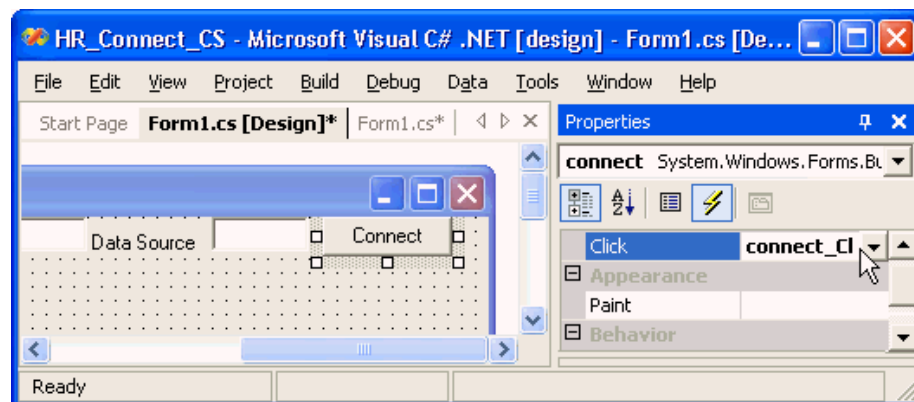 HR_Connect_CS - Microsoft Visual C# .NET [design] - Form1.cs [De...
File Edit View Project Build Debug Data Tools Window Help
Start Page Form1.cs [Design]* Form1.cs*
Properties
connect System.Windows.Forms.Bu
Data Source
Connect
Click connect_Cl
Appearance
Paint
Behavior
Ready